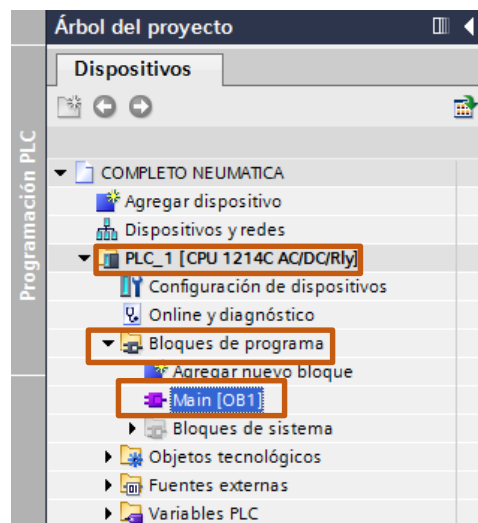 Árbol del proyecto
Dispositivos
Programación PLC
COMPLETO NEUMATICA
Agregar dispositivo
Dispositivos y redes
PLC_1 [CPU 1214C AC/DC/Rly]
Configuración de dispositivos
Online y diagnóstico
Bloques de programa
Agregar nuevo bloque
Main [OB1]
Bloques de sistema
Objetos tecnológicos
Fuentes externas
Variables PLC